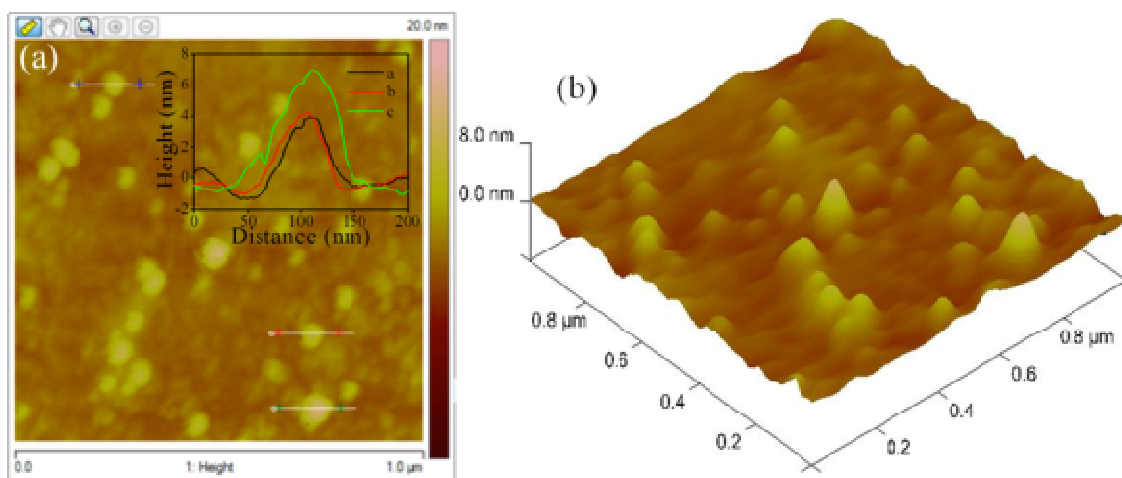 20.0 nm
(a)
8
6
4
2
0
-2
Height (nm)
a
b
c
0
50
100
150
200
Distance (nm)
0.0
1: Height
1.0 µm
(b)
8.0 nm
0.0 nm
0.8 µm
0.6
0.4
0.2
0.8 µm
0.6
0.4
0.2